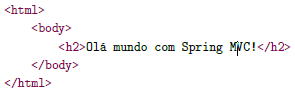 <html>
<body>
<h2>Olá mundo com Spring MVC!</h2>
</body>
</html>